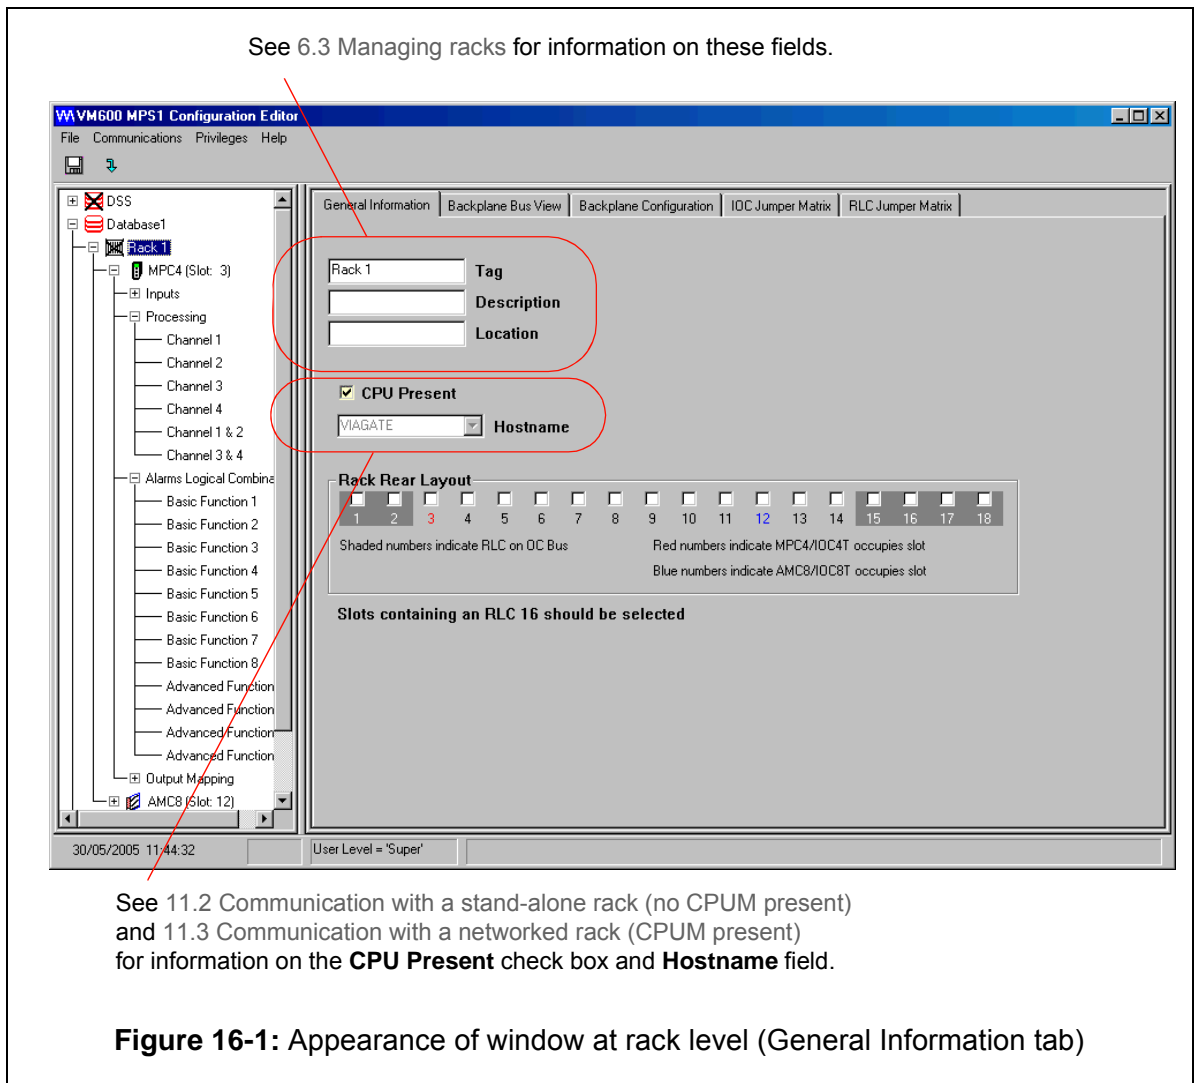 See 6.3 Managing racks for information on these fields.
VM600 MPS1 Configuration Editor
File Communications Privileges Help
DSS
Database1
Rack 1
MPC4 (Slot: 3)
Inputs
Processing
Channel 1
Channel 2
Channel 3
Channel 4
Channel 1 & 2
Channel 3 & 4
Alarms Logical Combina
Basic Function 1
Basic Function 2
Basic Function 3
Basic Function 4
Basic Function 5
Basic Function 6
Basic Function 7
Basic Function 8
Advanced Function
Advanced Function
Advanced Function
Advanced Function
Output Mapping
AMC8 (Slot: 12)
General Information Backplane Bus View Backplane Configuration IOC Jumper Matrix RLC Jumper Matrix
Rack 1 Tag
Description
Location
CPU Present
VIAGATE Hostname
Rack Rear Layout
1 2 3 4 5 6 7 8 9 10 11 12 13 14 15 16 17 18
Shaded numbers indicate RLC on OC Bus
Red numbers indicate MPC4/IOC4T occupies slot
Blue numbers indicate AMC8/IOC8T occupies slot
Slots containing an RLC 16 should be selected
30/05/2005 11:44:32
User Level = 'Super'
See 11.2 Communication with a stand-alone rack (no CPUM present)
and 11.3 Communication with a networked rack (CPUM present)
for information on the CPU Present check box and Hostname field.
Figure 16-1: Appearance of window at rack level (General Information tab)